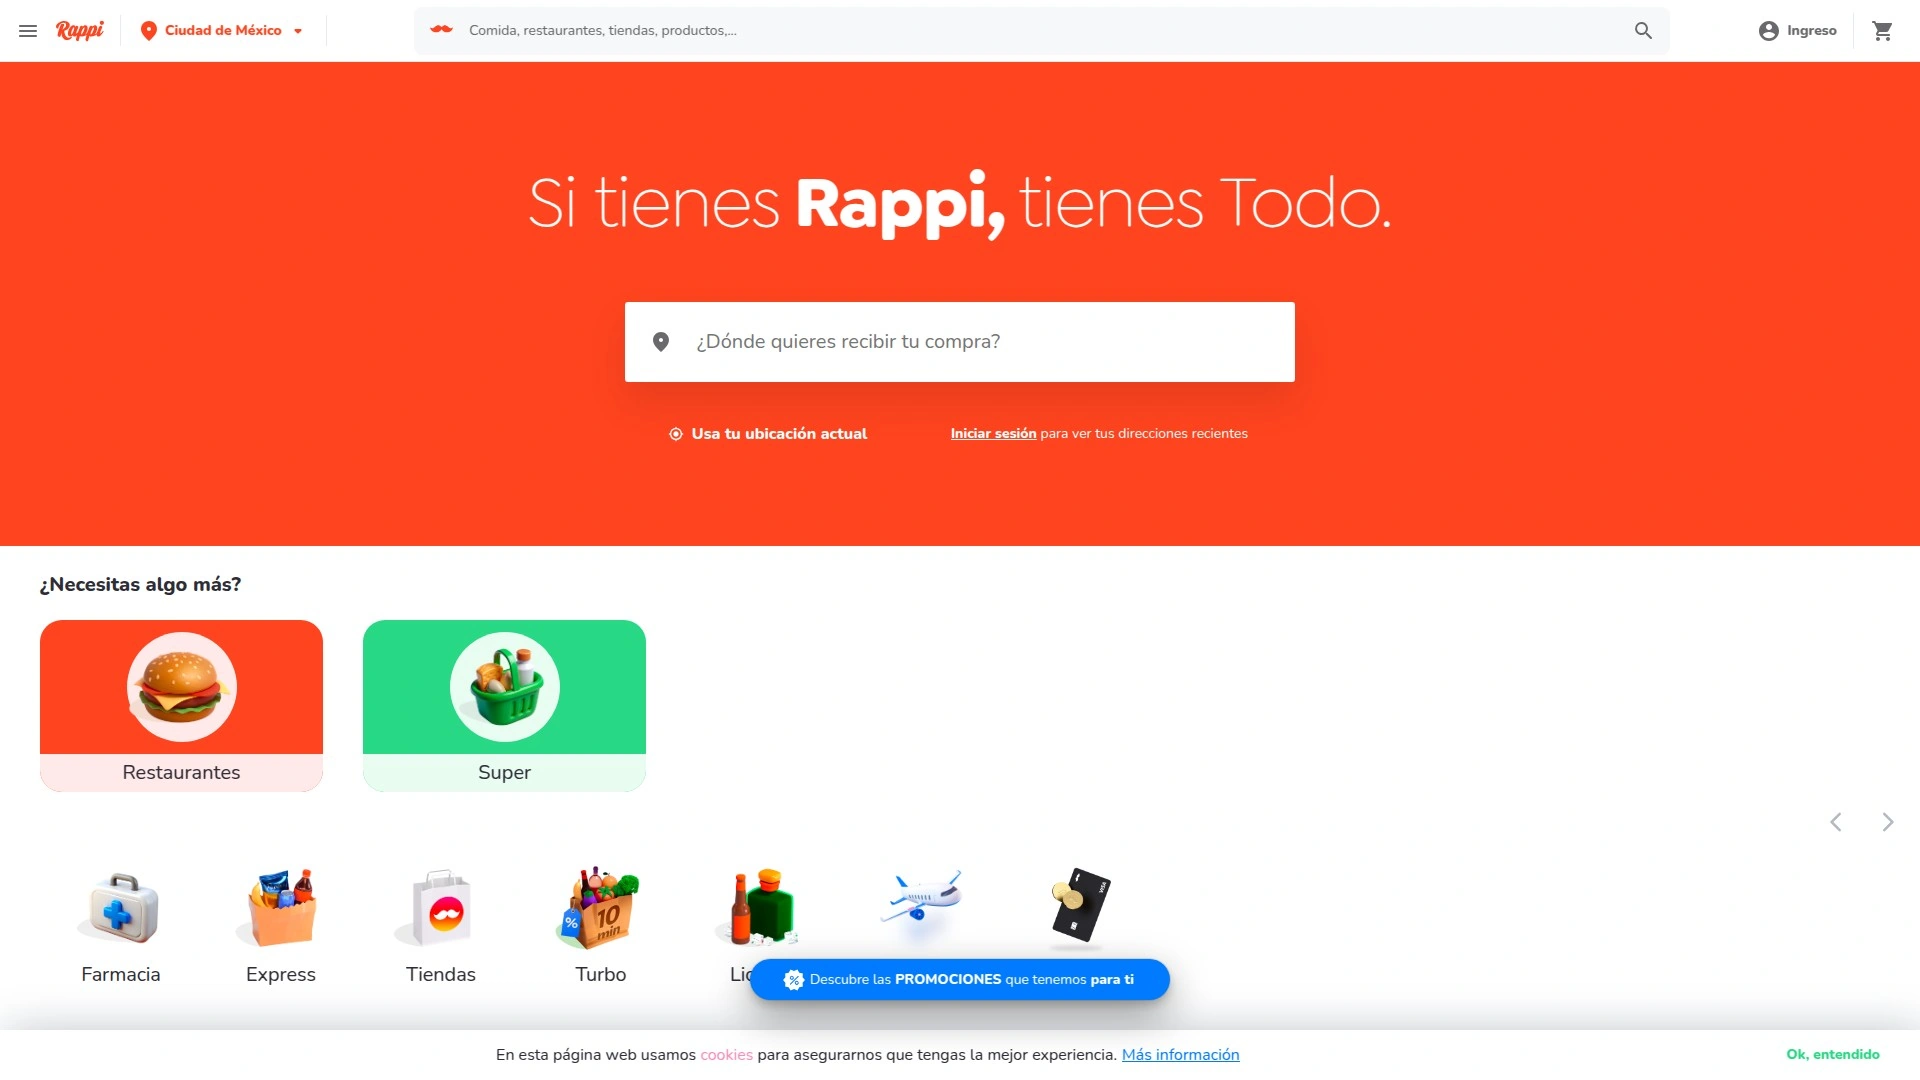 Rappi
Ciudad de México
Comida, restaurantes, tiendas, productos,...
Ingreso
Si tienes Rappi, tienes Todo.
¿Dónde quieres recibir tu compra?
Usa tu ubicación actual
Iniciar sesión para ver tus direcciones recientes
¿Necesitas algo más?
Restaurantes
Super
10
min
%
VISA
Farmacia
Express
Tiendas
Turbo
Descubre las PROMOCIONES que tenemos para ti
En esta página web usamos cookies para asegurarnos que tengas la mejor experiencia. Más información
Ok, entendido